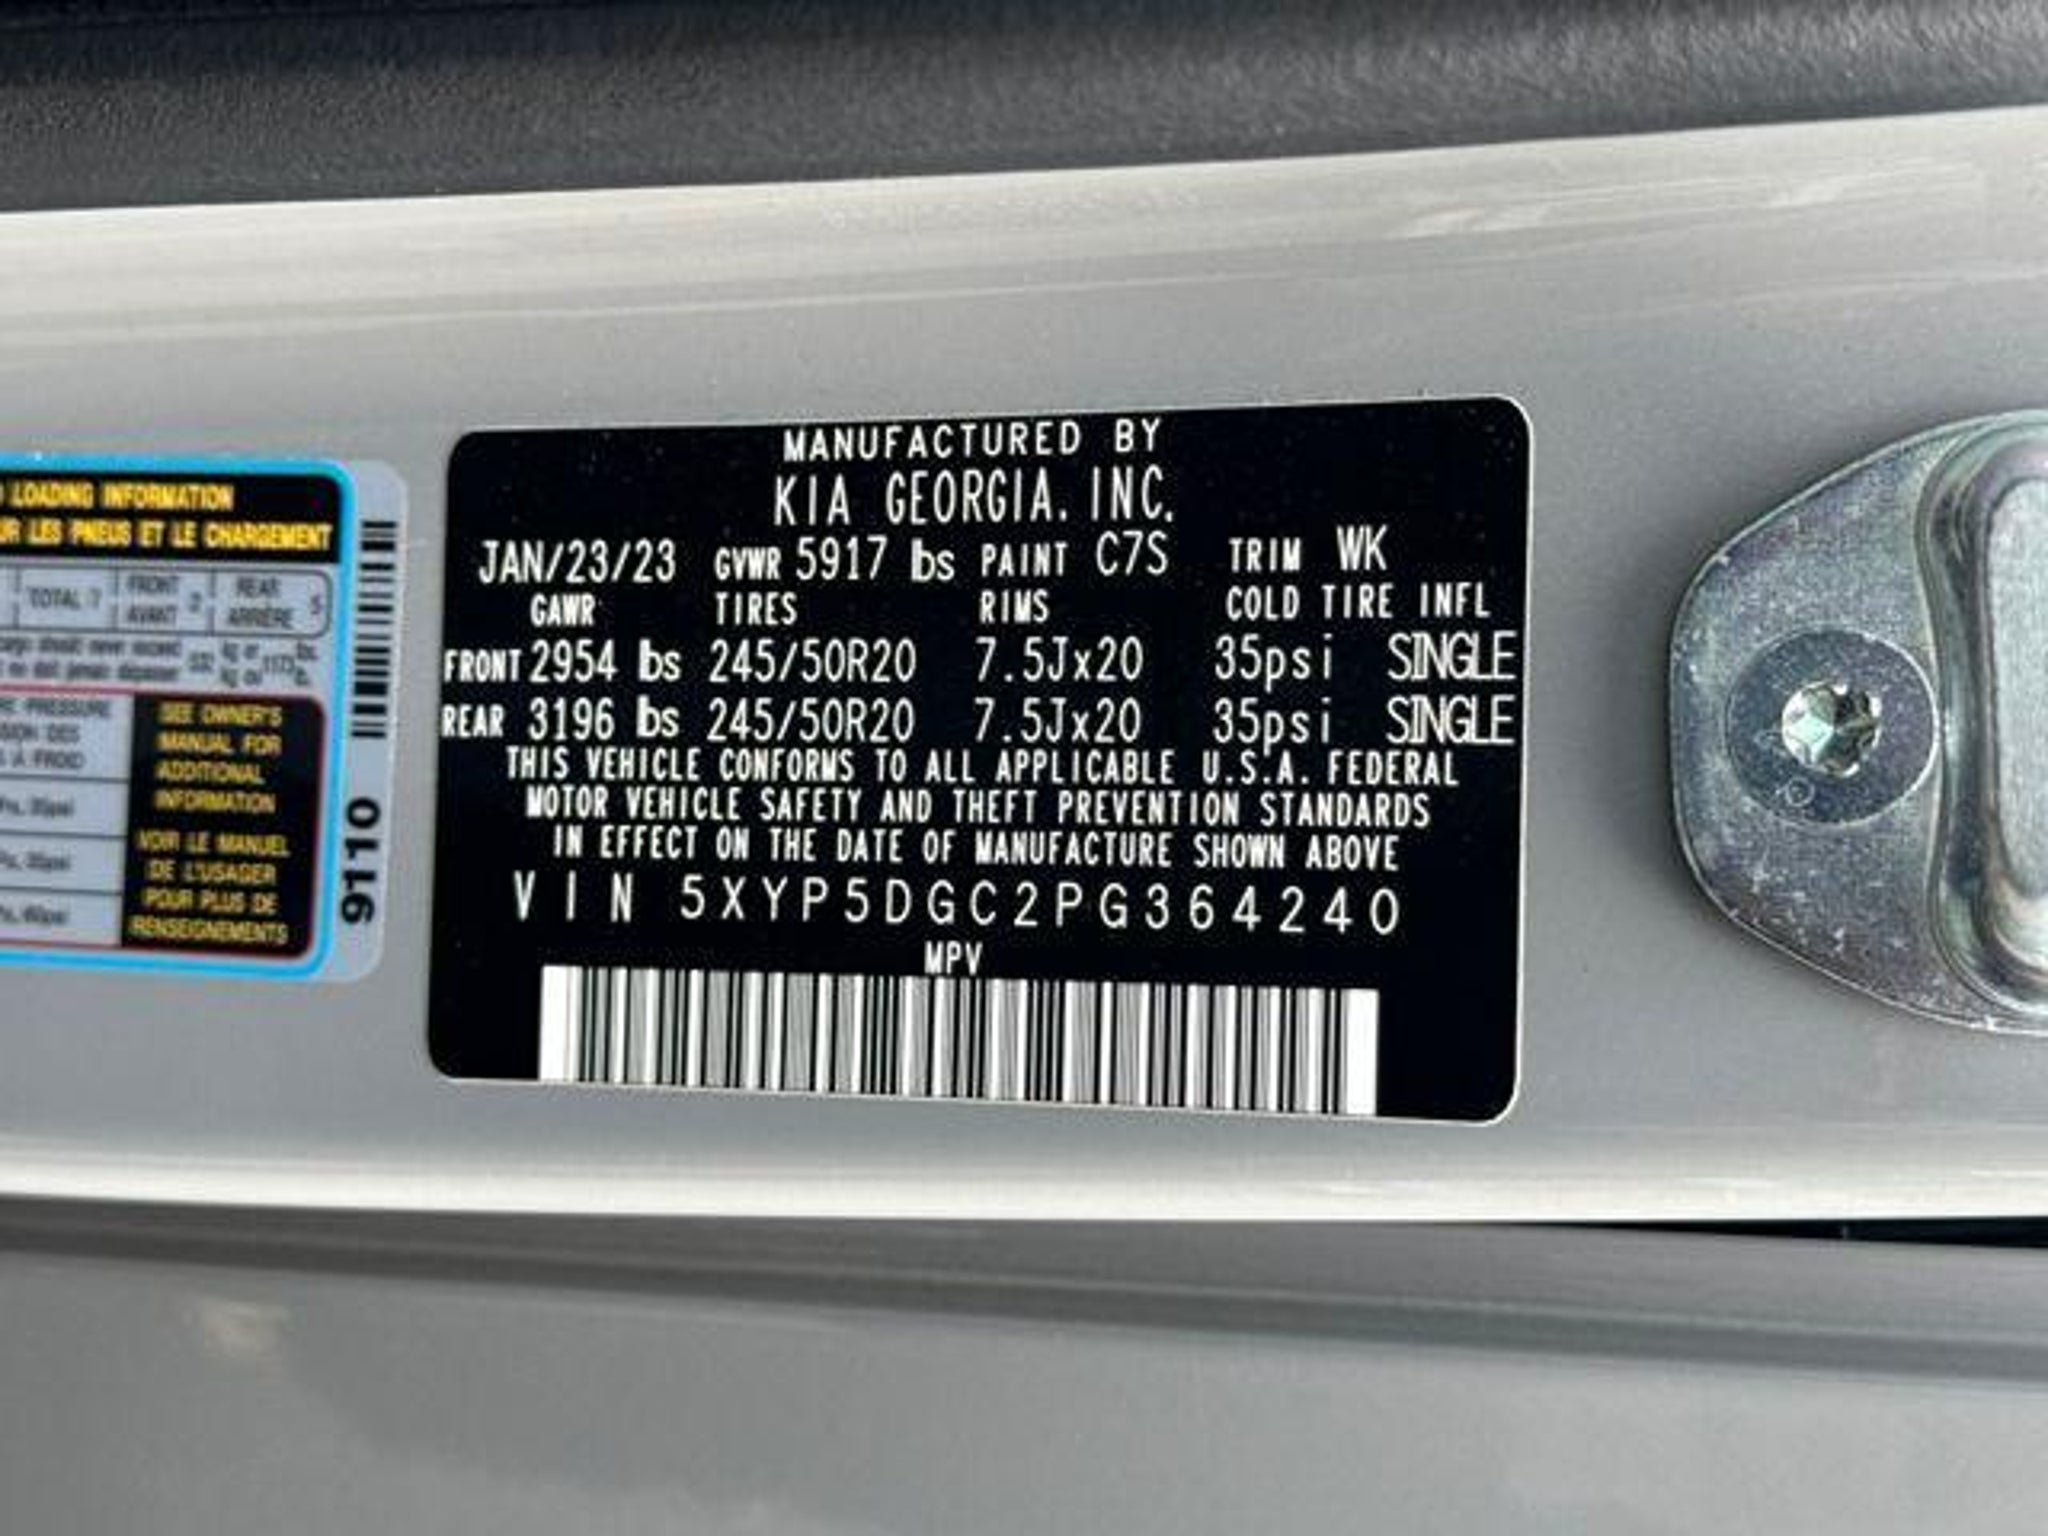 LOADING INFORMATION
LES PNEUS ET LE CHARGEMENT
TOTAL 7 FRONT AVANT 2 REAR ARRIÈRE 5
SEE OWNER'S
MANUAL FOR
ADDITIONAL
INFORMATION
VOIR LE MANUEL
DE L'USAGER
POUR PLUS DE
RENSEIGNEMENTS
9110
MANUFACTURED BY
KIA GEORGIA. INC.
JAN/23/23 GVWR 5917 lbs PAINT C7S TRIM WK
GAWR TIRES RIMS COLD TIRE INFL
FRONT 2954 lbs 245/50R20 7.5Jx20 35psi SINGLE
REAR 3196 lbs 245/50R20 7.5Jx20 35psi SINGLE
THIS VEHICLE CONFORMS TO ALL APPLICABLE U.S.A. FEDERAL
MOTOR VEHICLE SAFETY AND THEFT PREVENTION STANDARDS
IN EFFECT ON THE DATE OF MANUFACTURE SHOWN ABOVE
VIN 5XYP5DGC2PG364240
MPV